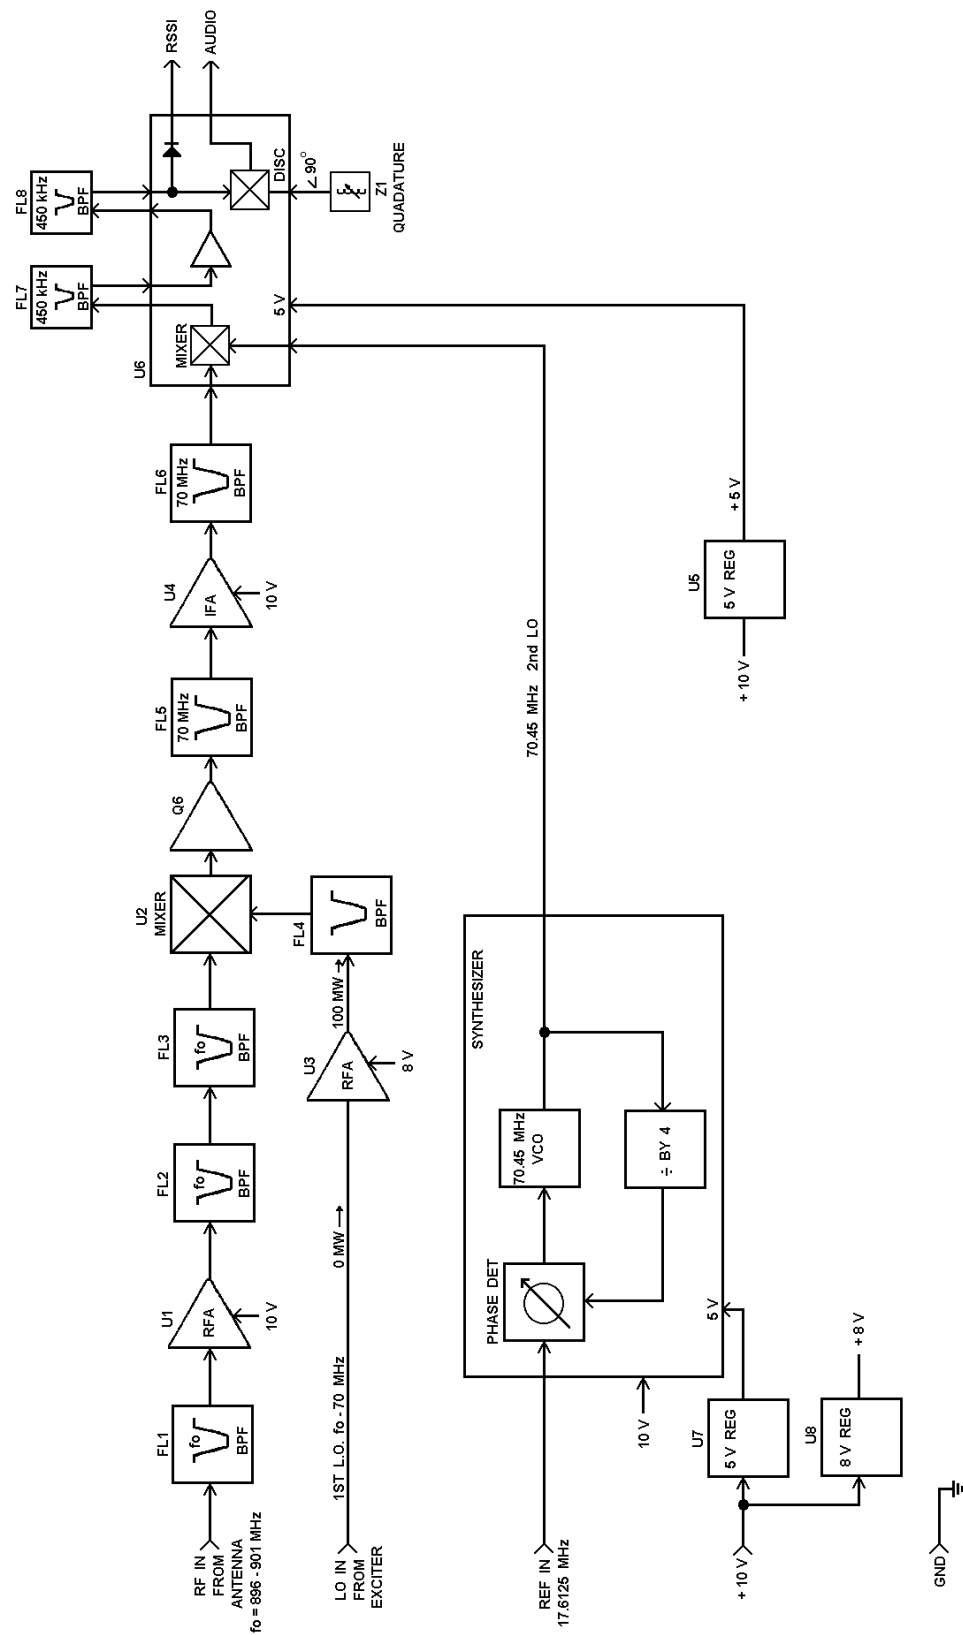 RF IN
FROM
ANTENNA
fo = 896 - 901 MHz
FL1
fo
BPF
U1
RFA
10 V
FL2
fo
BPF
FL3
fo
BPF
U2
MIXER
Q6
FL5
70 MHz
BPF
U4
IFA
10 V
FL6
70 MHz
BPF
U6
MIXER
5 V
FL7
450 kHz
BPF
FL8
450 kHz
BPF
DISC
∠ 90°
Z1
QUADATURE
RSSI
AUDIO
LO IN
FROM
EXCITER
1ST L.O. fo - 70 MHz
0 MW →
U3
RFA
8 V
100 MW →
FL4
BPF
REF IN
17.6125 MHz
SYNTHESIZER
PHASE DET
70.45 MHz
VCO
÷ BY 4
10 V
5 V
70.45 MHz 2nd LO
+ 10 V
U7
5 V REG
U8
8 V REG
+ 8 V
+ 10 V
U5
5 V REG
+ 5 V
GND